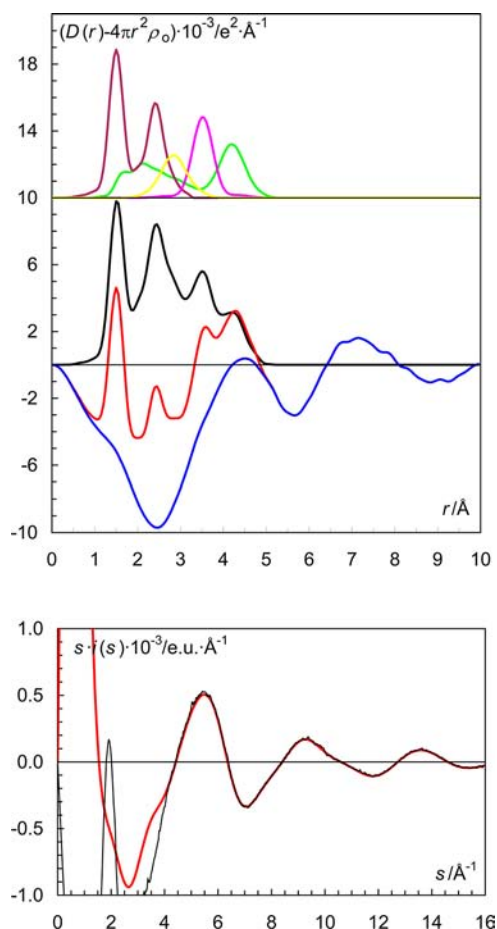 (D(r)-4πr²ρₒ)·10⁻³/e²·Å⁻¹
18
14
10
6
2
-2
-6
-10
r/Å
0 1 2 3 4 5 6 7 8 9 10
s·i(s)·10⁻³/e.u.·Å⁻¹
1.0
0.5
0.0
-0.5
-1.0
s/Å⁻¹
0 2 4 6 8 10 12 14 16